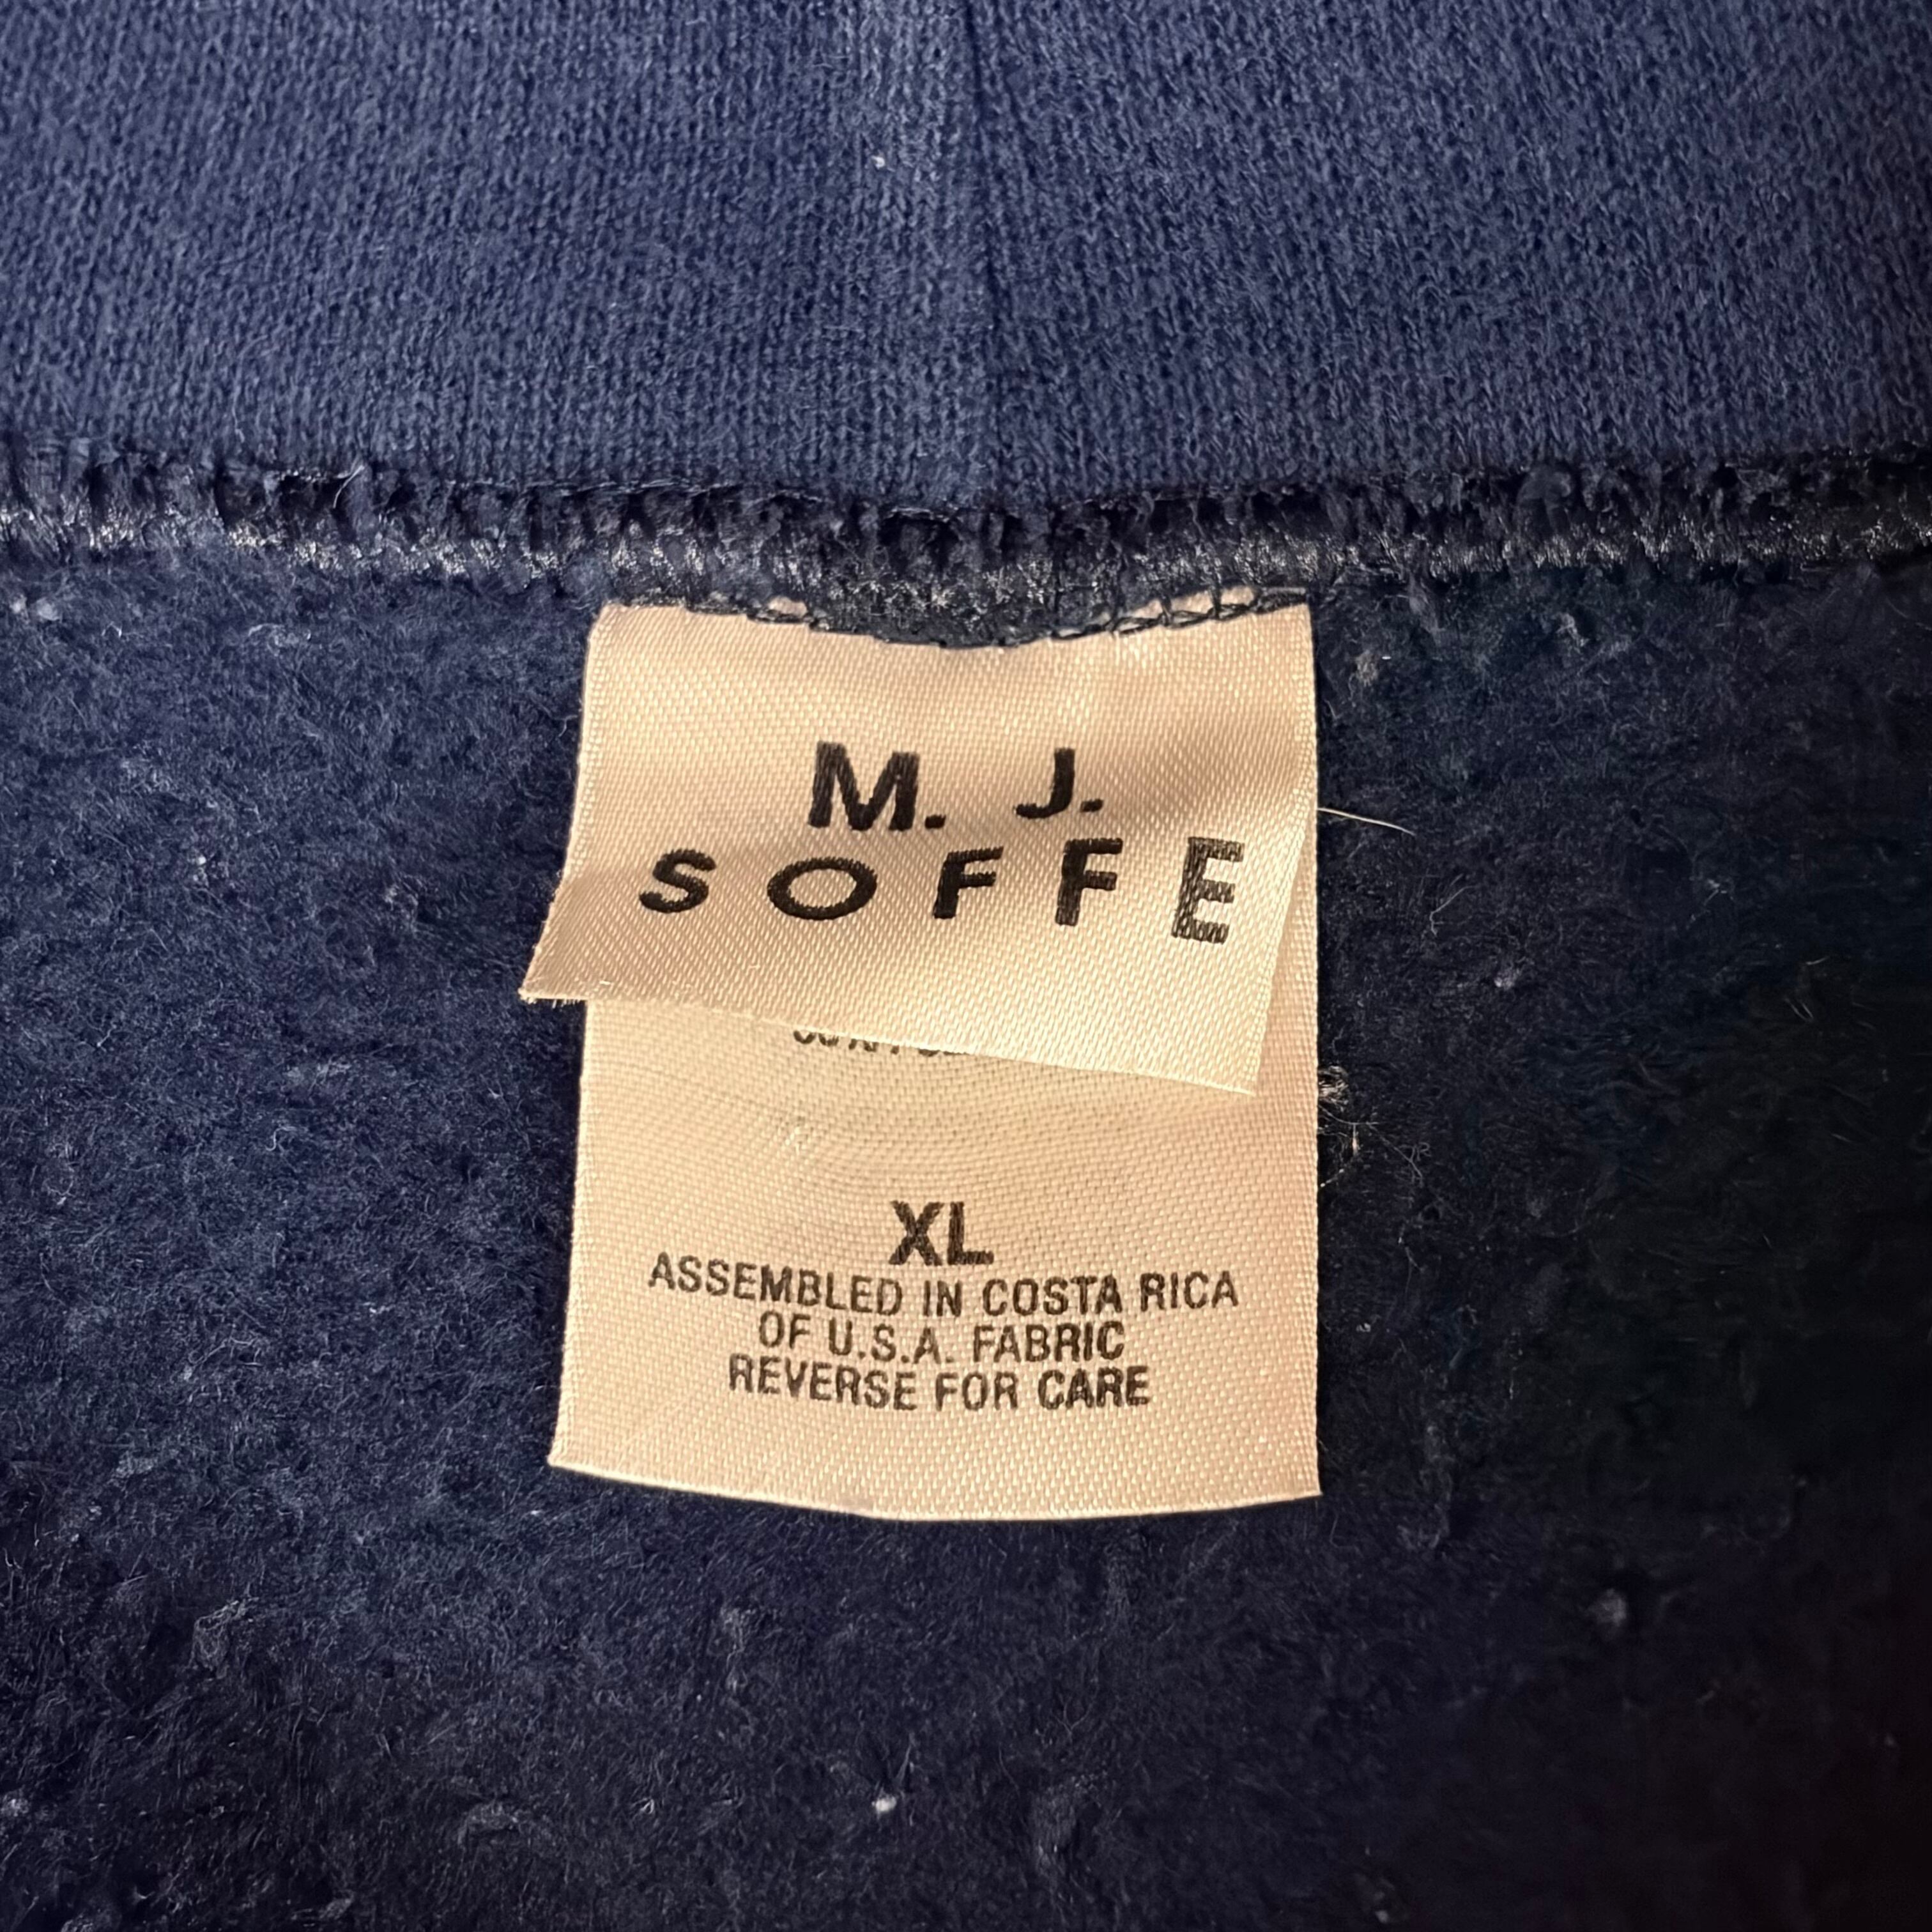 M. J.
SOFFE
XL
ASSEMBLED IN COSTA RICA
OF U.S.A. FABRIC
REVERSE FOR CARE